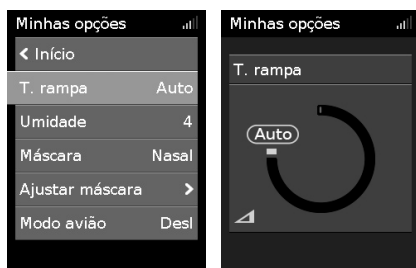 Minhas opções
Início
T. rampa Auto
Umidade 4
Máscara Nasal
Ajustar máscara
Modo avião Desl
Minhas opções
T. rampa
Auto